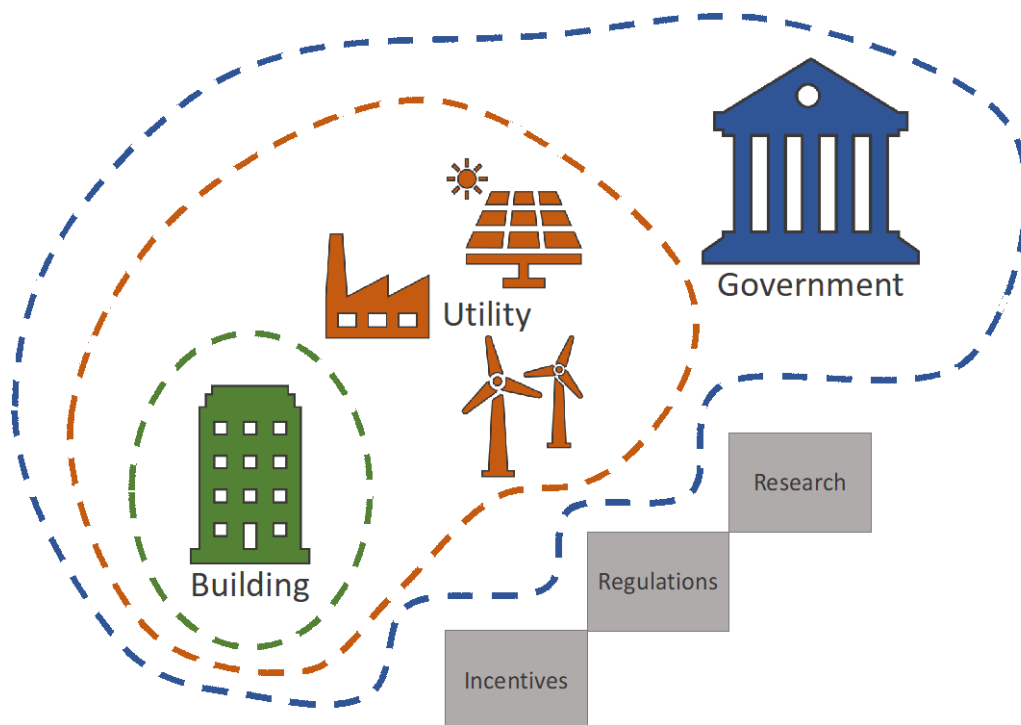 Government
Utility
Building
Research
Regulations
Incentives